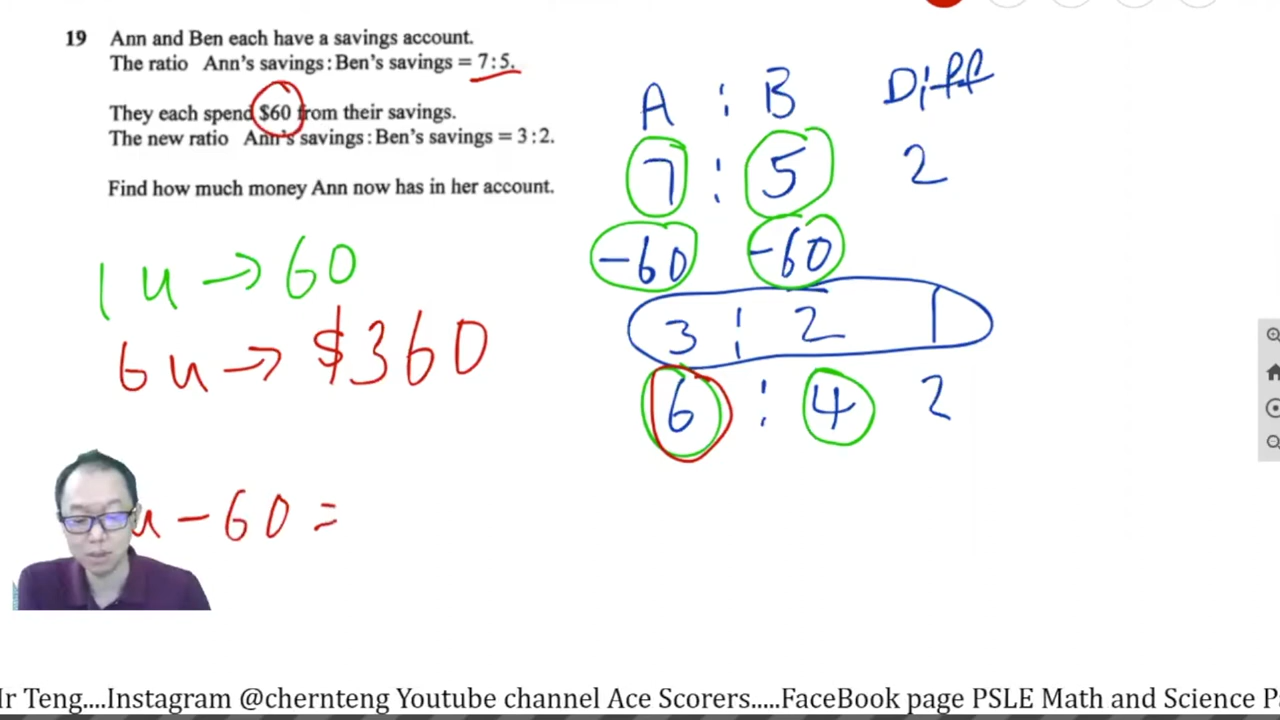 19 Ann and Ben each have a savings account.
The ratio Ann's savings : Ben's savings = 7 : 5.
They each spend $60 from their savings.
The new ratio Ann's savings : Ben's savings = 3 : 2.
Find how much money Ann now has in her account.
1u → 60
6u → $360
u - 60 =
A : B Diff
7 : 5 2
-60 -60
3 : 2 1
6 : 4 2
Mr Teng....Instagram @chernteng Youtube channel Ace Scorers.....FaceBook page PSLE Math and Science